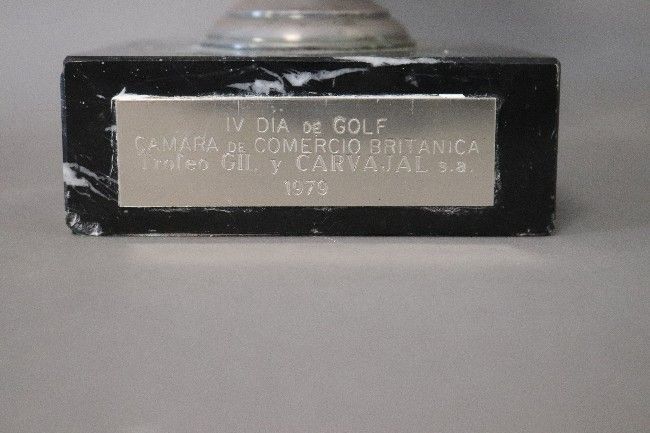 IV DÍA DE GOLF
CAMARA DE COMERCIO BRITANICA
Trofeo GIL y CARVAJAL s.a.
1979